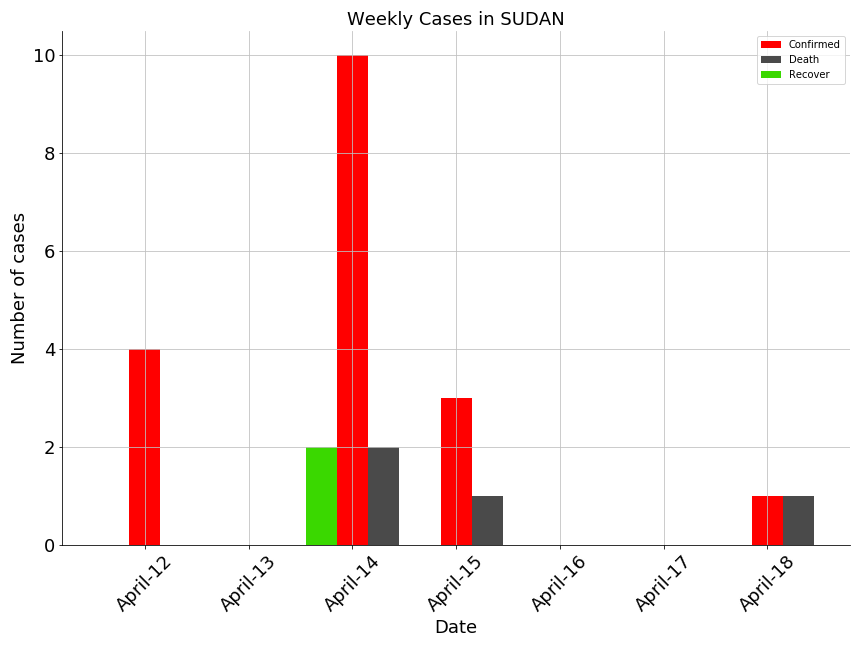 Weekly Cases in SUDAN
Confirmed
Death
Recover
10
8
6
4
2
0
Number of cases
April-12
April-13
April-14
April-15
April-16
April-17
April-18
Date